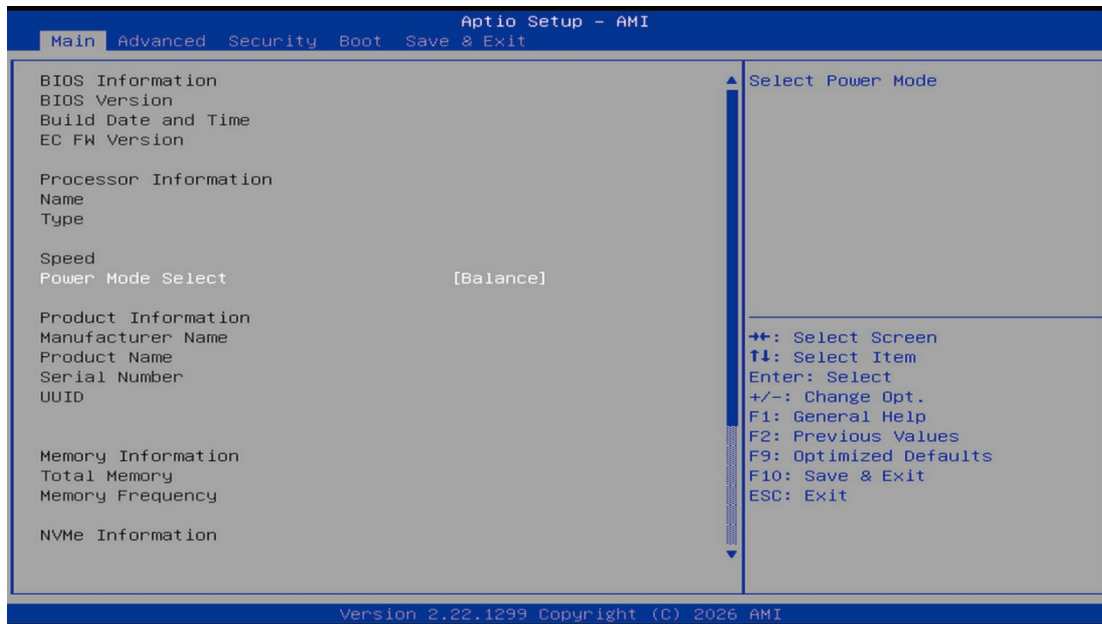 Aptio Setup – AMI
Main Advanced Security Boot Save & Exit
BIOS Information
BIOS Version
Build Date and Time
EC FW Version
Processor Information
Name
Type
Speed
Power Mode Select [Balance]
Product Information
Manufacturer Name
Product Name
Serial Number
UUID
Memory Information
Total Memory
Memory Frequency
NVMe Information
Select Power Mode
→←: Select Screen
↑↓: Select Item
Enter: Select
+/-: Change Opt.
F1: General Help
F2: Previous Values
F9: Optimized Defaults
F10: Save & Exit
ESC: Exit
Version 2.22.1299 Copyright (C) 2026 AMI